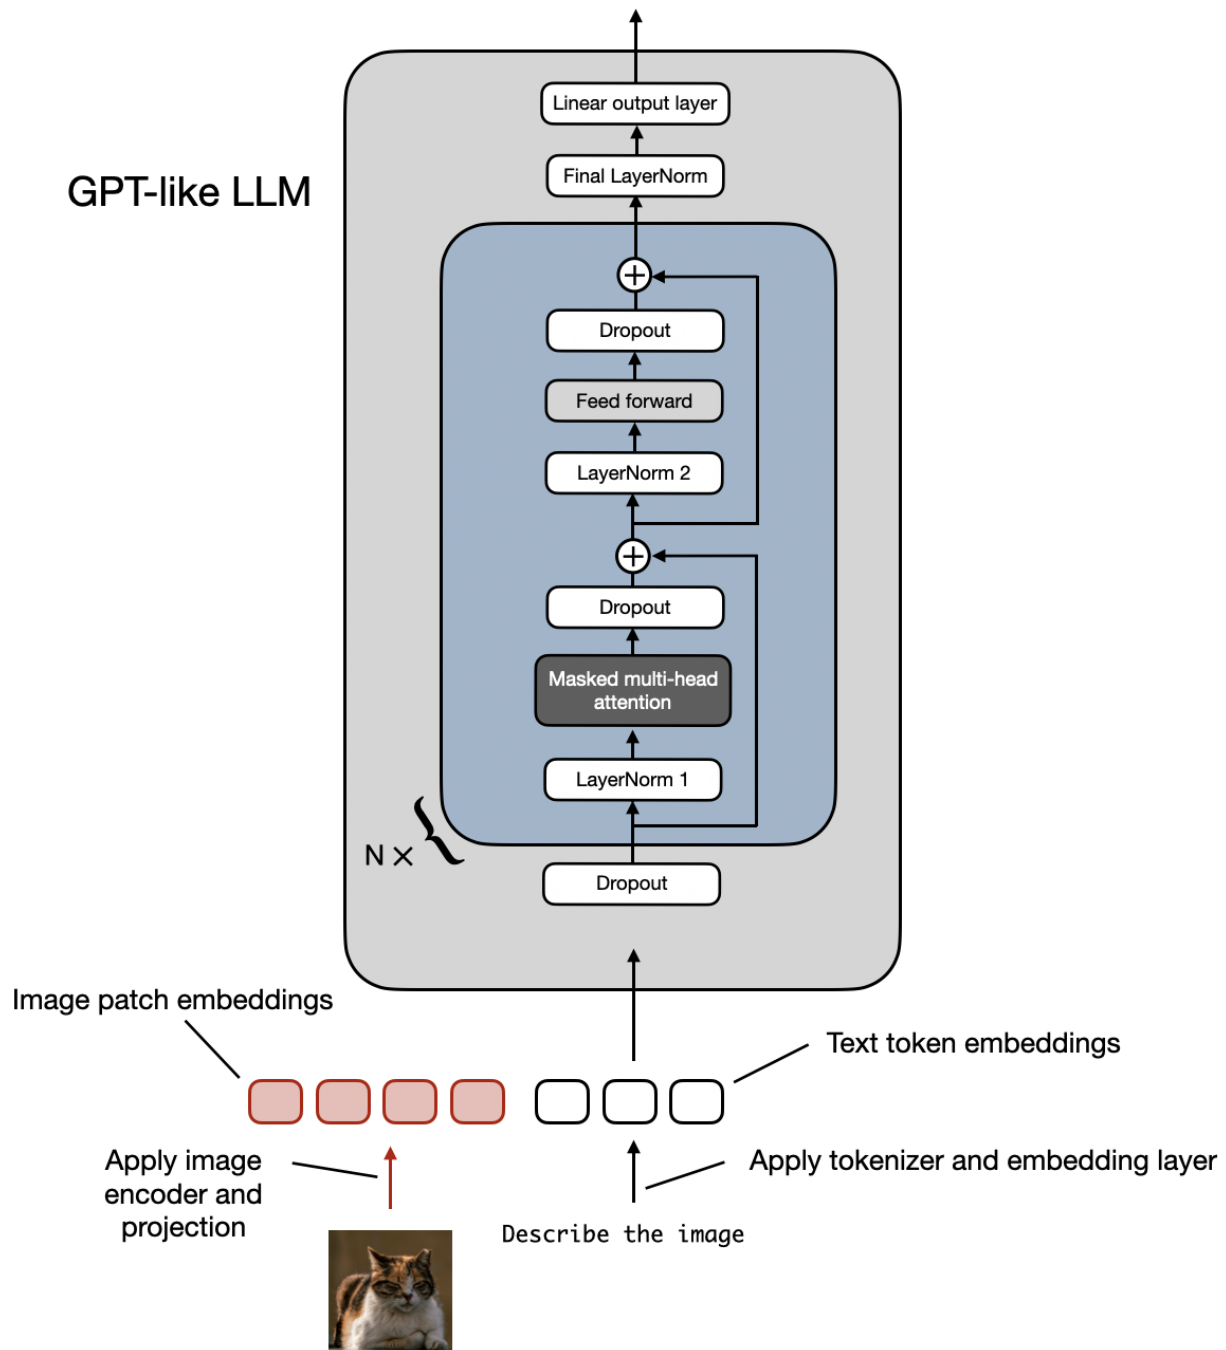 Linear output layer
Final LayerNorm
GPT-like LLM
+
Dropout
Feed forward
LayerNorm 2
+
Dropout
Masked multi-head
attention
LayerNorm 1
N × {
Dropout
Image patch embeddings
Text token embeddings
Apply image
encoder and
projection
Apply tokenizer and embedding layer
Describe the image